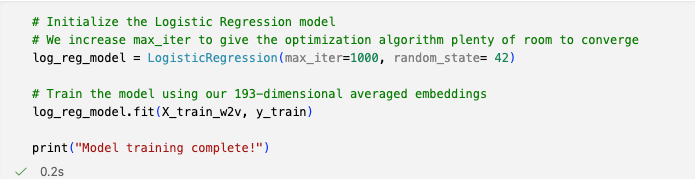 # Initialize the Logistic Regression model
# We increase max_iter to give the optimization algorithm plenty of room to converge
log_reg_model = LogisticRegression(max_iter=1000, random_state= 42)
# Train the model using our 193-dimensional averaged embeddings
log_reg_model.fit(X_train_w2v, y_train)
print("Model training complete!")
✓ 0.2s